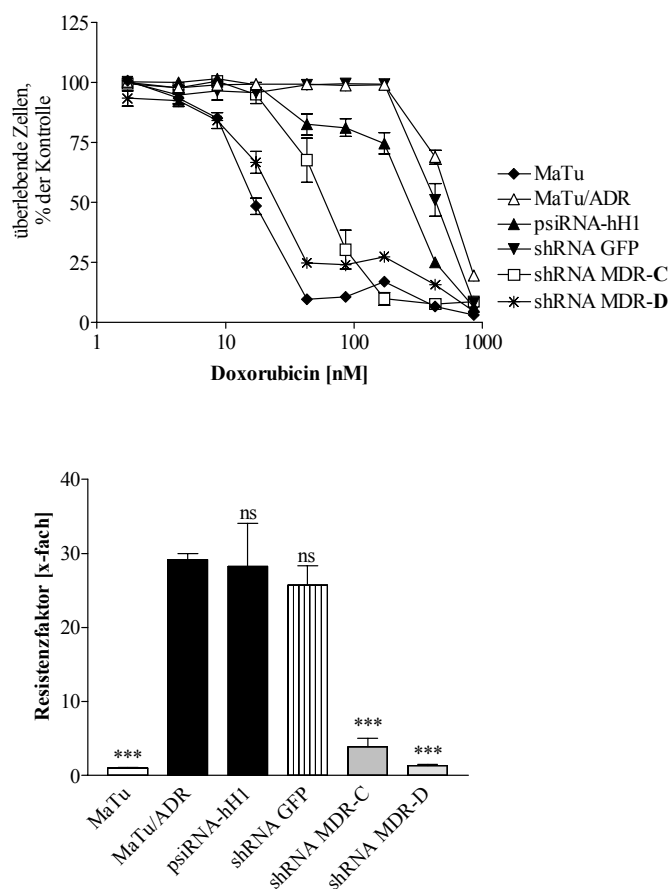 überlebende Zellen,
% der Kontrolle
100
75
50
25
0
1
10
100
1000
Doxorubicin [nM]
MaTu
MaTu/ADR
psiRNA-hH1
shRNA GFP
shRNA MDR-C
shRNA MDR-D
Resistenzfaktor [x-fach]
40
30
20
10
0
***
ns
ns
***
***
MaTu
MaTu/ADR
psiRNA-hH1
shRNA GFP
shRNA MDR-C
shRNA MDR-D